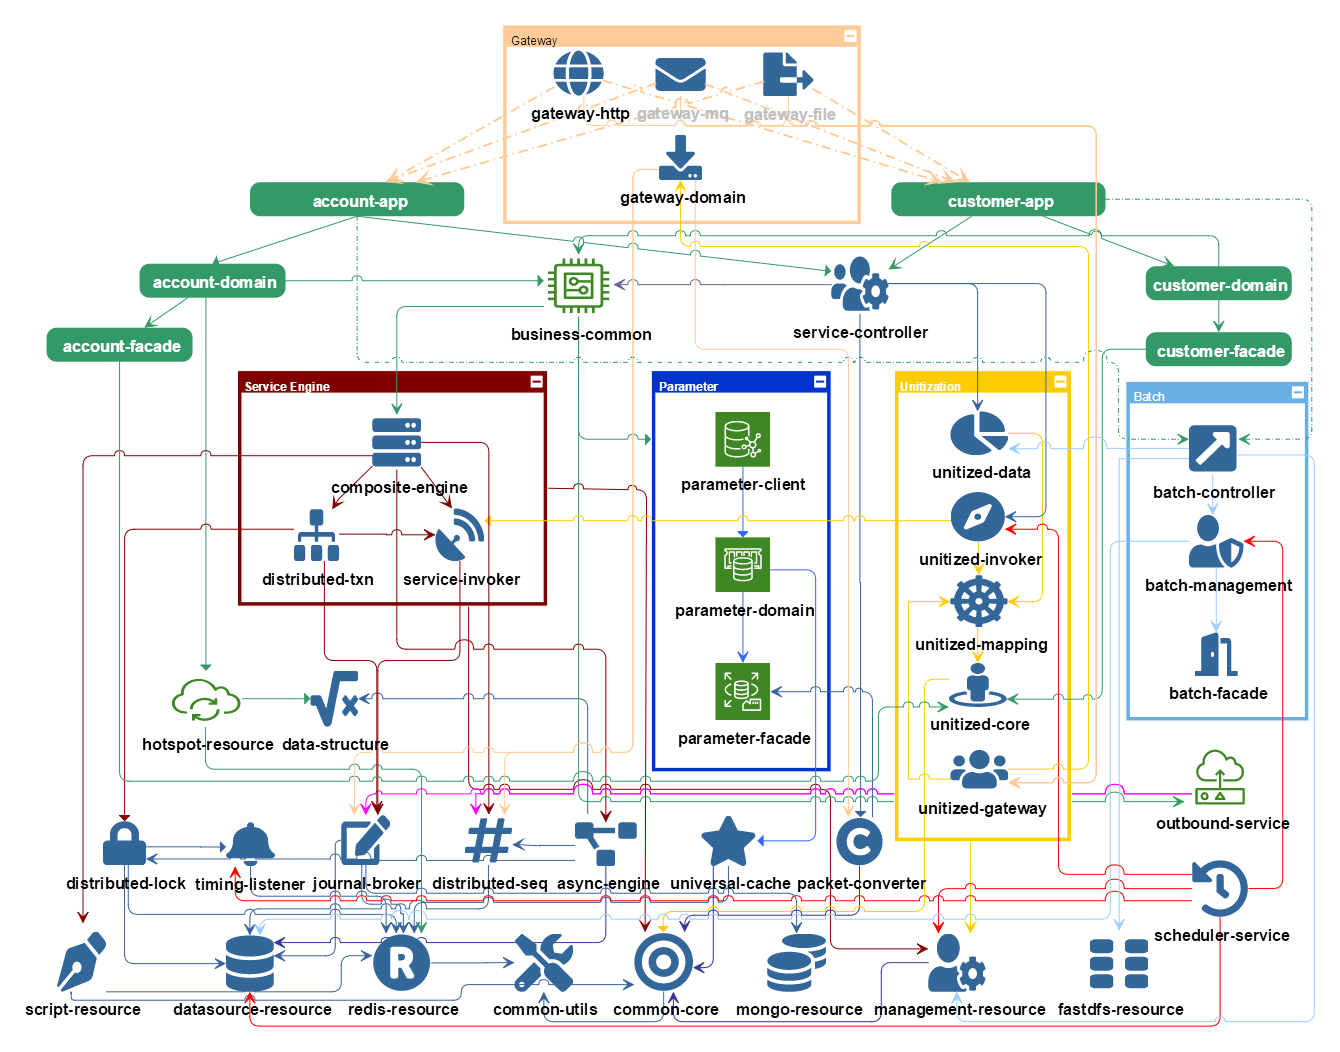 Gateway
gateway-http
gateway-mq
gateway-file
gateway-domain
account-app
customer-app
account-domain
customer-domain
business-common
service-controller
account-facade
customer-facade
Service Engine
Parameter
Unitization
Batch
composite-engine
parameter-client
unitized-data
batch-controller
distributed-txn
service-invoker
parameter-domain
unitized-invoker
batch-management
unitized-mapping
batch-facade
hotspot-resource
data-structure
parameter-facade
unitized-core
unitized-gateway
outbound-service
distributed-lock
timing-listener
journal-broker
distributed-seq
async-engine
universal-cache
packet-converter
R
C
scheduler-service
script-resource
datasource-resource
redis-resource
common-utils
common-core
mongo-resource
management-resource
fastdfs-resource